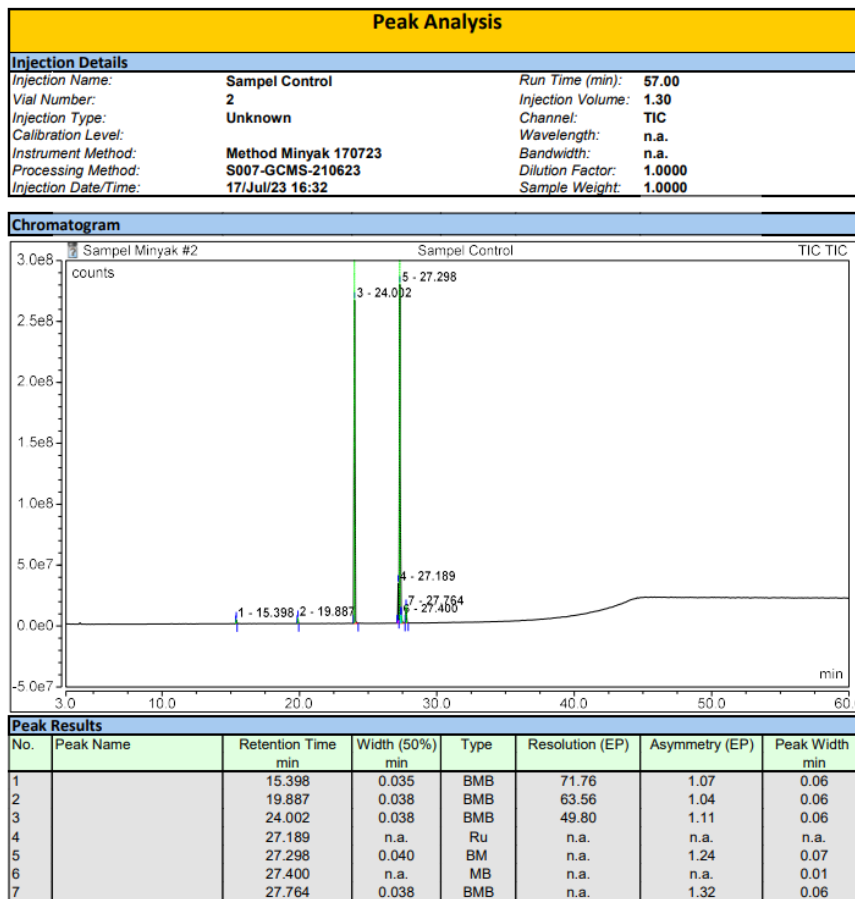 Peak Analysis
Injection Details
Injection Name: Sampel Control Run Time (min): 57.00
Vial Number: 2 Injection Volume: 1.30
Injection Type: Unknown Channel: TIC
Calibration Level: Wavelength: n.a.
Instrument Method: Method Minyak 170723 Bandwidth: n.a.
Processing Method: S007-GCMS-210623 Dilution Factor: 1.0000
Injection Date/Time: 17/Jul/23 16:32 Sample Weight: 1.0000
Chromatogram
Sampel Minyak #2 Sampel Control TIC TIC
3.0e8
counts
5 - 27.298
3 - 24.002
2.5e8
2.0e8
1.5e8
1.0e8
5.0e7
4 - 27.189
7 - 27.764
1 - 15.398 2 - 19.887 - 27.400
0.0e0
min
-5.0e7
3.0 10.0 20.0 30.0 40.0 50.0 60.
Peak Results
No. Peak Name Retention Time Width (50%) Type Resolution (EP) Asymmetry (EP) Peak Width
min min min
1 15.398 0.035 BMB 71.76 1.07 0.06
2 19.887 0.038 BMB 63.56 1.04 0.06
3 24.002 0.038 BMB 49.80 1.11 0.06
4 27.189 n.a. Ru n.a. n.a. n.a.
5 27.298 0.040 BM n.a. 1.24 0.07
6 27.400 n.a. MB n.a. n.a. 0.01
7 27.764 0.038 BMB n.a. 1.32 0.06